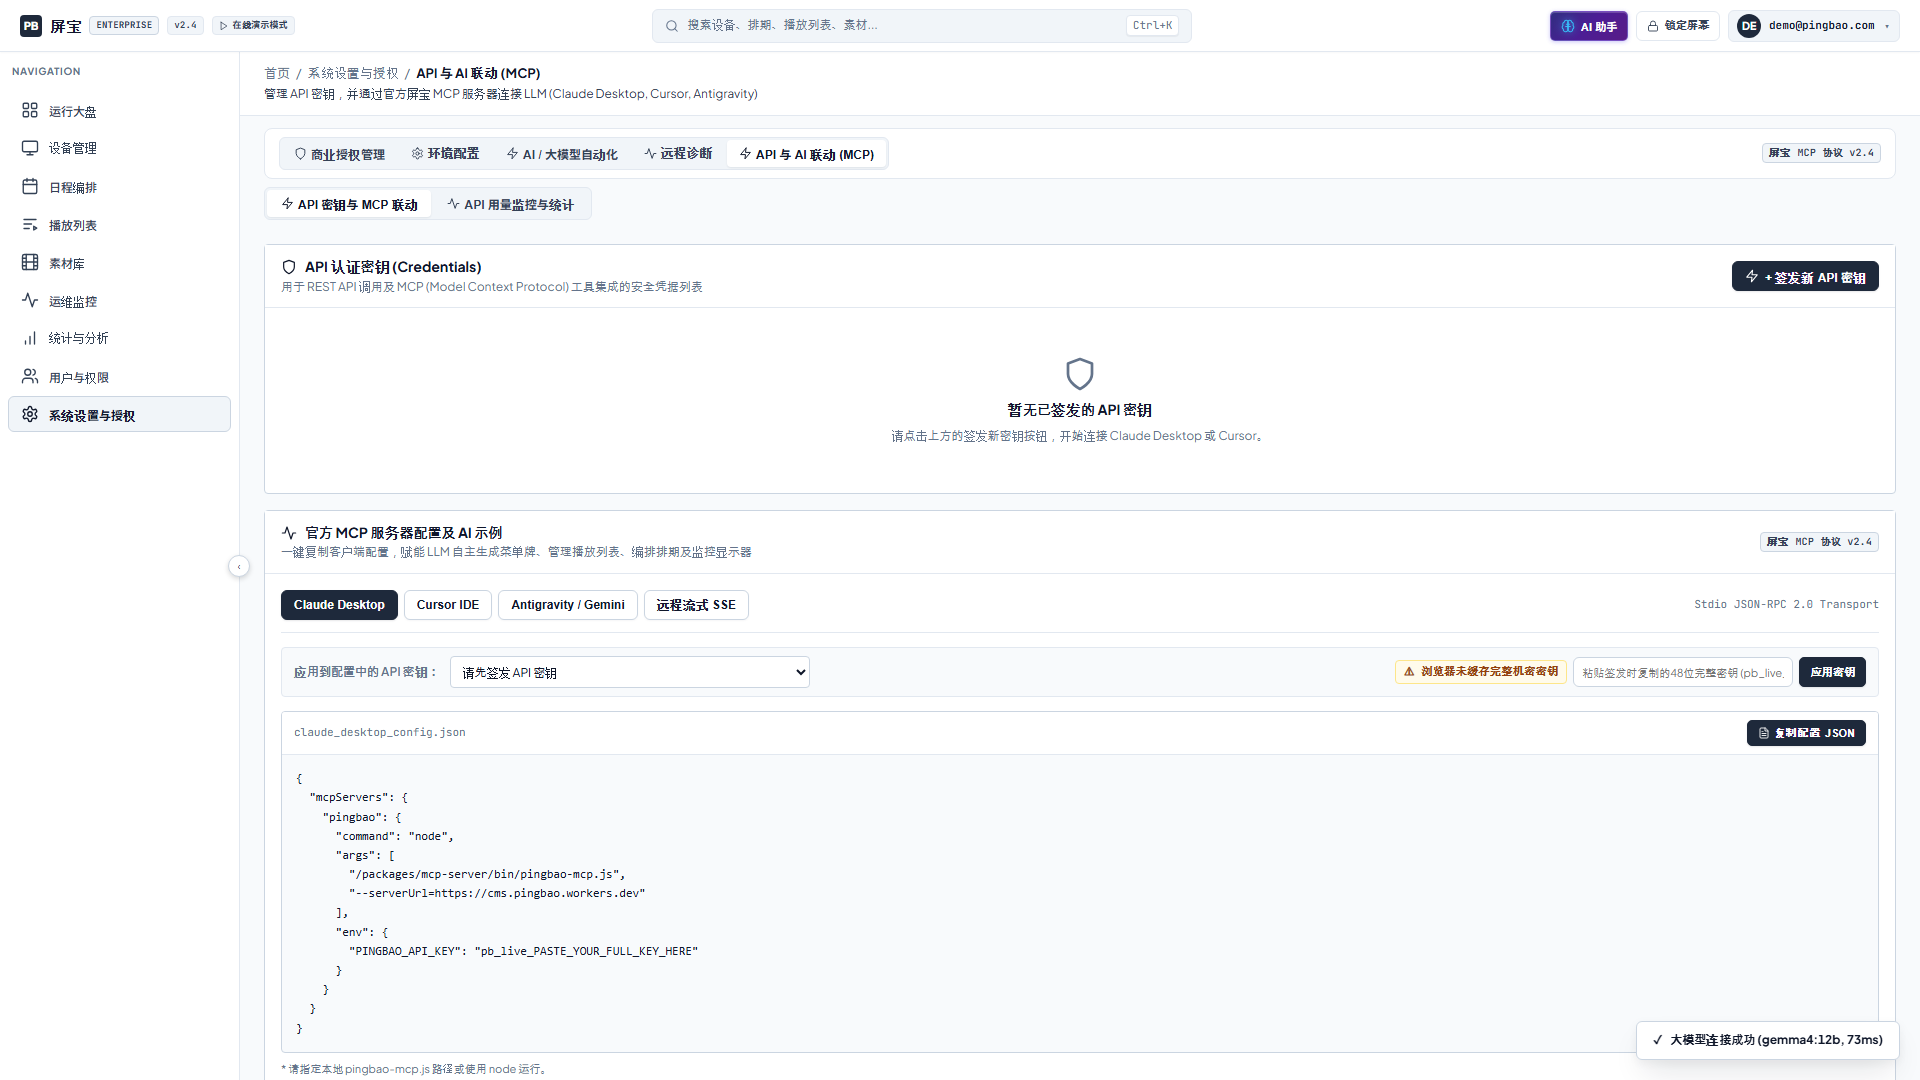 PB 屏宝 ENTERPRISE v2.4 在线演示模式
搜索设备、排期、播放列表、素材... Ctrl+K
AI 助手 锁定屏幕 DE demo@pingbao.com
NAVIGATION
运行大盘
设备管理
日程编排
播放列表
素材库
运维监控
统计与分析
用户与权限
系统设置与授权
首页 / 系统设置与授权 / API 与 AI 联动 (MCP)
管理 API 密钥，并通过官方屏宝 MCP 服务器连接 LLM (Claude Desktop, Cursor, Antigravity)
商业授权管理 环境配置 AI / 大模型自动化 远程诊断 API 与 AI 联动 (MCP) 屏宝 MCP 协议 v2.4
API 密钥与 MCP 联动 API 用量监控与统计
API 认证密钥 (Credentials)
用于 REST API 调用及 MCP (Model Context Protocol) 工具集成的安全凭据列表
+ 签发新 API 密钥
暂无已签发的 API 密钥
请点击上方的签发新密钥按钮，开始连接 Claude Desktop 或 Cursor。
官方 MCP 服务器配置及 AI 示例
一键复制客户端配置，赋能 LLM 自主生成菜单牌、管理播放列表、编排排期及监控显示器
屏宝 MCP 协议 v2.4
Claude Desktop Cursor IDE Antigravity / Gemini 远程流式 SSE Stdio JSON-RPC 2.0 Transport
应用到配置中的 API 密钥： 请先签发 API 密钥 浏览器未缓存完整机密密钥 粘贴签发时复制的48位完整密钥 (pb_live_ 应用密钥
claude_desktop_config.json 复制配置 JSON
{
"mcpServers": {
"pingbao": {
"command": "node",
"args": [
"/packages/mcp-server/bin/pingbao-mcp.js",
"--serverUrl=https://cms.pingbao.workers.dev"
],
"env": {
"PINGBAO_API_KEY": "pb_live_PASTE_YOUR_FULL_KEY_HERE"
}
}
}
}
* 请指定本地 pingbao-mcp.js 路径或使用 node 运行。
✓ 大模型连接成功 (gemma4:12b, 73ms)